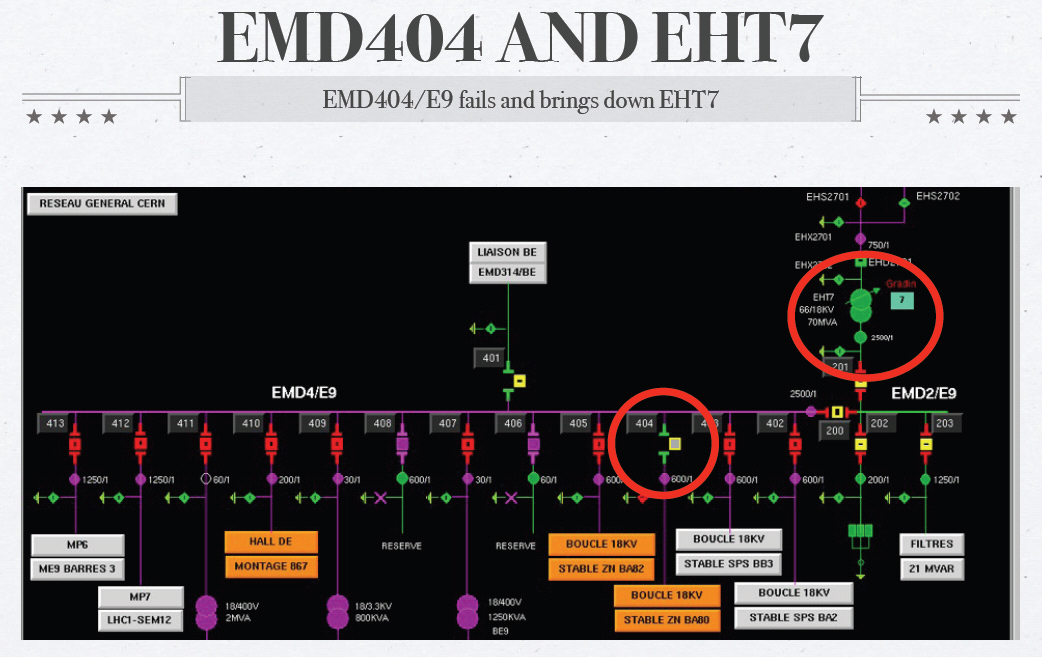 EMD404 AND EHT7
EMD404/E9 fails and brings down EHT7
RESEAU GENERAL CERN
EHS2701
EHS2702
EHX2701
750/1
EHD2701
LIAISON BE
EMD314/BE
Gradin
7
EHT7
66/18KV
70MVA
2500/1
401
201
EMD4/E9
2500/1
EMD2/E9
413
412
411
410
409
408
407
406
405
404
402
200
202
203
1250/1
1250/1
60/1
200/1
30/1
600/1
30/1
60/1
600/1
600/1
600/1
200/1
1250/1
MP6
ME9 BARRES 3
HALL DE
MONTAGE 867
RESERVE
RESERVE
BOUCLE 18KV
STABLE ZN BA82
BOUCLE 18KV
STABLE SPS BB3
FILTRES
21 MVAR
MP7
LHC1-SEM12
18/400V
2MVA
18/3.3KV
800KVA
18/400V
1250KVA
BE9
BOUCLE 18KV
STABLE ZN BA80
BOUCLE 18KV
STABLE SPS BA2